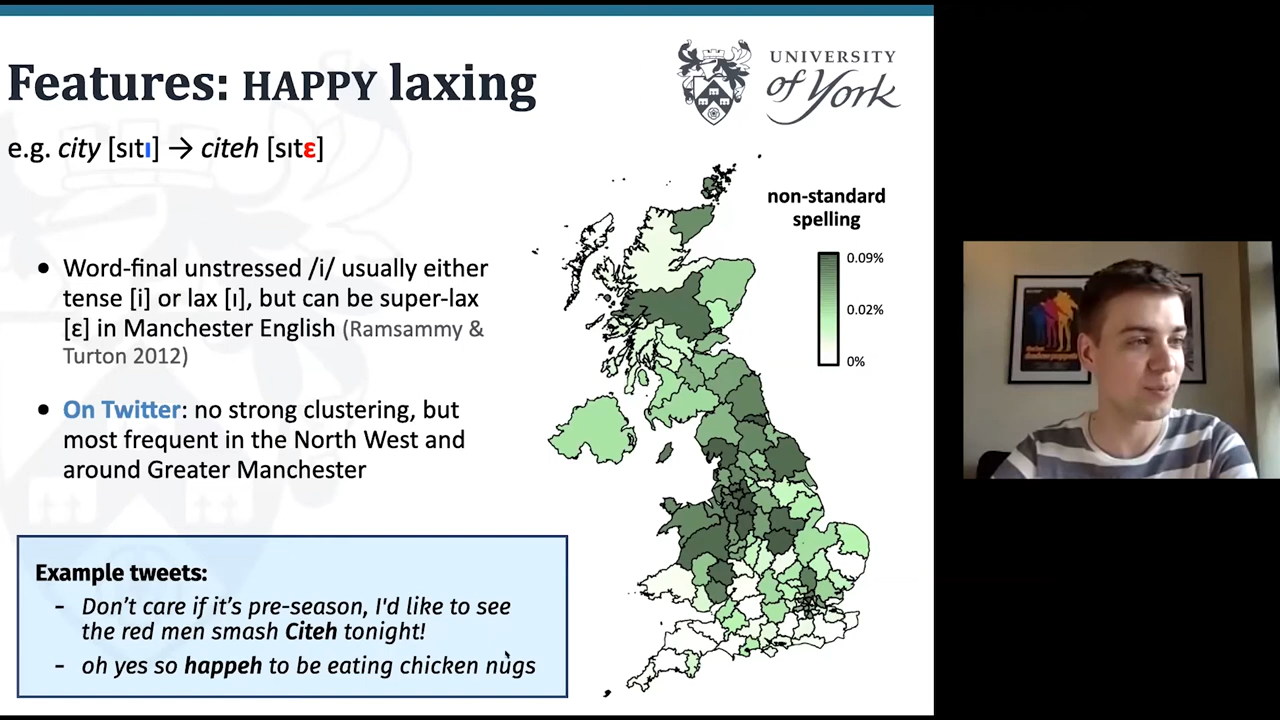 Features: HAPPY laxing
UNIVERSITY
of York
e.g. city [sɪtɪ] → citeh [sɪtɛ]
non-standard
spelling
0.09%
0.02%
0%
● Word-final unstressed /i/ usually either
tense [i] or lax [ɪ], but can be super-lax
[ɛ] in Manchester English (Ramsammy &
Turton 2012)
● On Twitter: no strong clustering, but
most frequent in the North West and
around Greater Manchester
Example tweets:
- Don’t care if it’s pre-season, I'd like to see
the red men smash Citeh tonight!
- oh yes so happeh to be eating chicken nugs